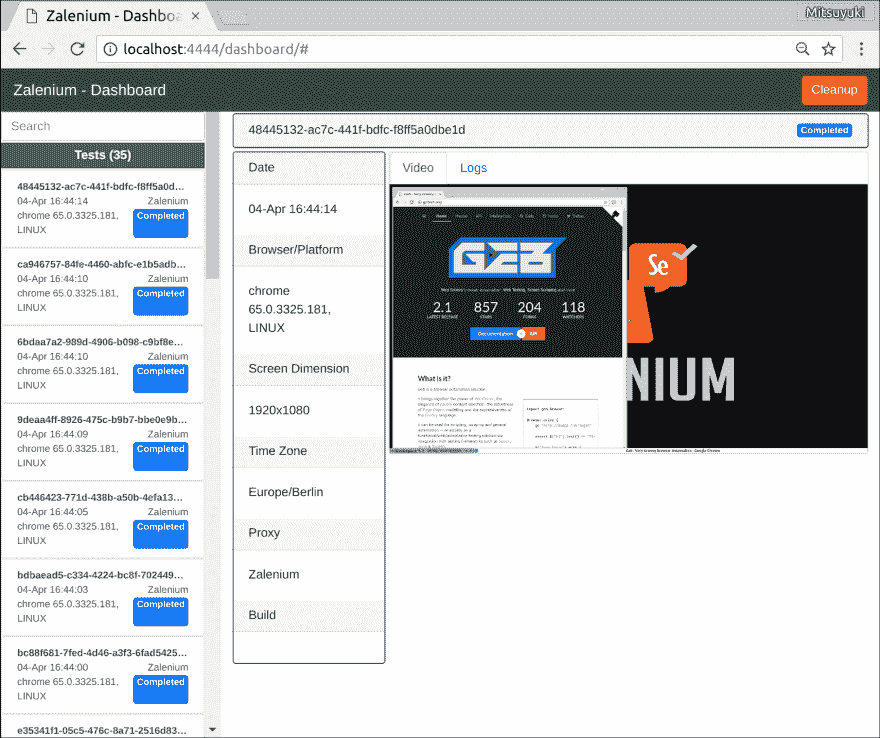 Zalenium - Dashbo
Mitsuyuki
localhost:4444/dashboard/#
Zalenium - Dashboard
Cleanup
Search
Tests (35)
48445132-ac7c-441f-bdfc-f8ff5a0d...
04-Apr 16:44:14 Zalenium
chrome 65.0.3325.181, Completed
LINUX
ca946757-84fe-4460-abfc-e1b5adb...
04-Apr 16:44:10 Zalenium
chrome 65.0.3325.181, Completed
LINUX
6bdaa7a2-989d-4906-b098-c9bf8e...
04-Apr 16:44:10 Zalenium
chrome 65.0.3325.181, Completed
LINUX
9deaa4ff-8926-475c-b9b7-bbe0e9b...
04-Apr 16:44:09 Zalenium
chrome 65.0.3325.181, Completed
LINUX
cb446423-771d-438b-a50b-4efa13...
04-Apr 16:44:05 Zalenium
chrome 65.0.3325.181, Completed
LINUX
bdbaead5-c334-4224-bc8f-702449...
04-Apr 16:44:03 Zalenium
chrome 65.0.3325.181, Completed
LINUX
bc88f681-7fed-4d46-a3f3-6fad5425...
04-Apr 16:44:00 Zalenium
chrome 65.0.3325.181, Completed
LINUX
e35341f1-05c5-476c-8a71-2516d83...
48445132-ac7c-441f-bdfc-f8ff5a0dbe1d
Completed
Date
04-Apr 16:44:14
Browser/Platform
chrome
65.0.3325.181,
LINUX
Screen Dimension
1920x1080
Time Zone
Europe/Berlin
Proxy
Zalenium
Build
Video Logs
GEB
2.1 857 204 118
LATEST RELEASE STARS FORKS WATCHERS
Documentation API
What is it?
Se
NIUM